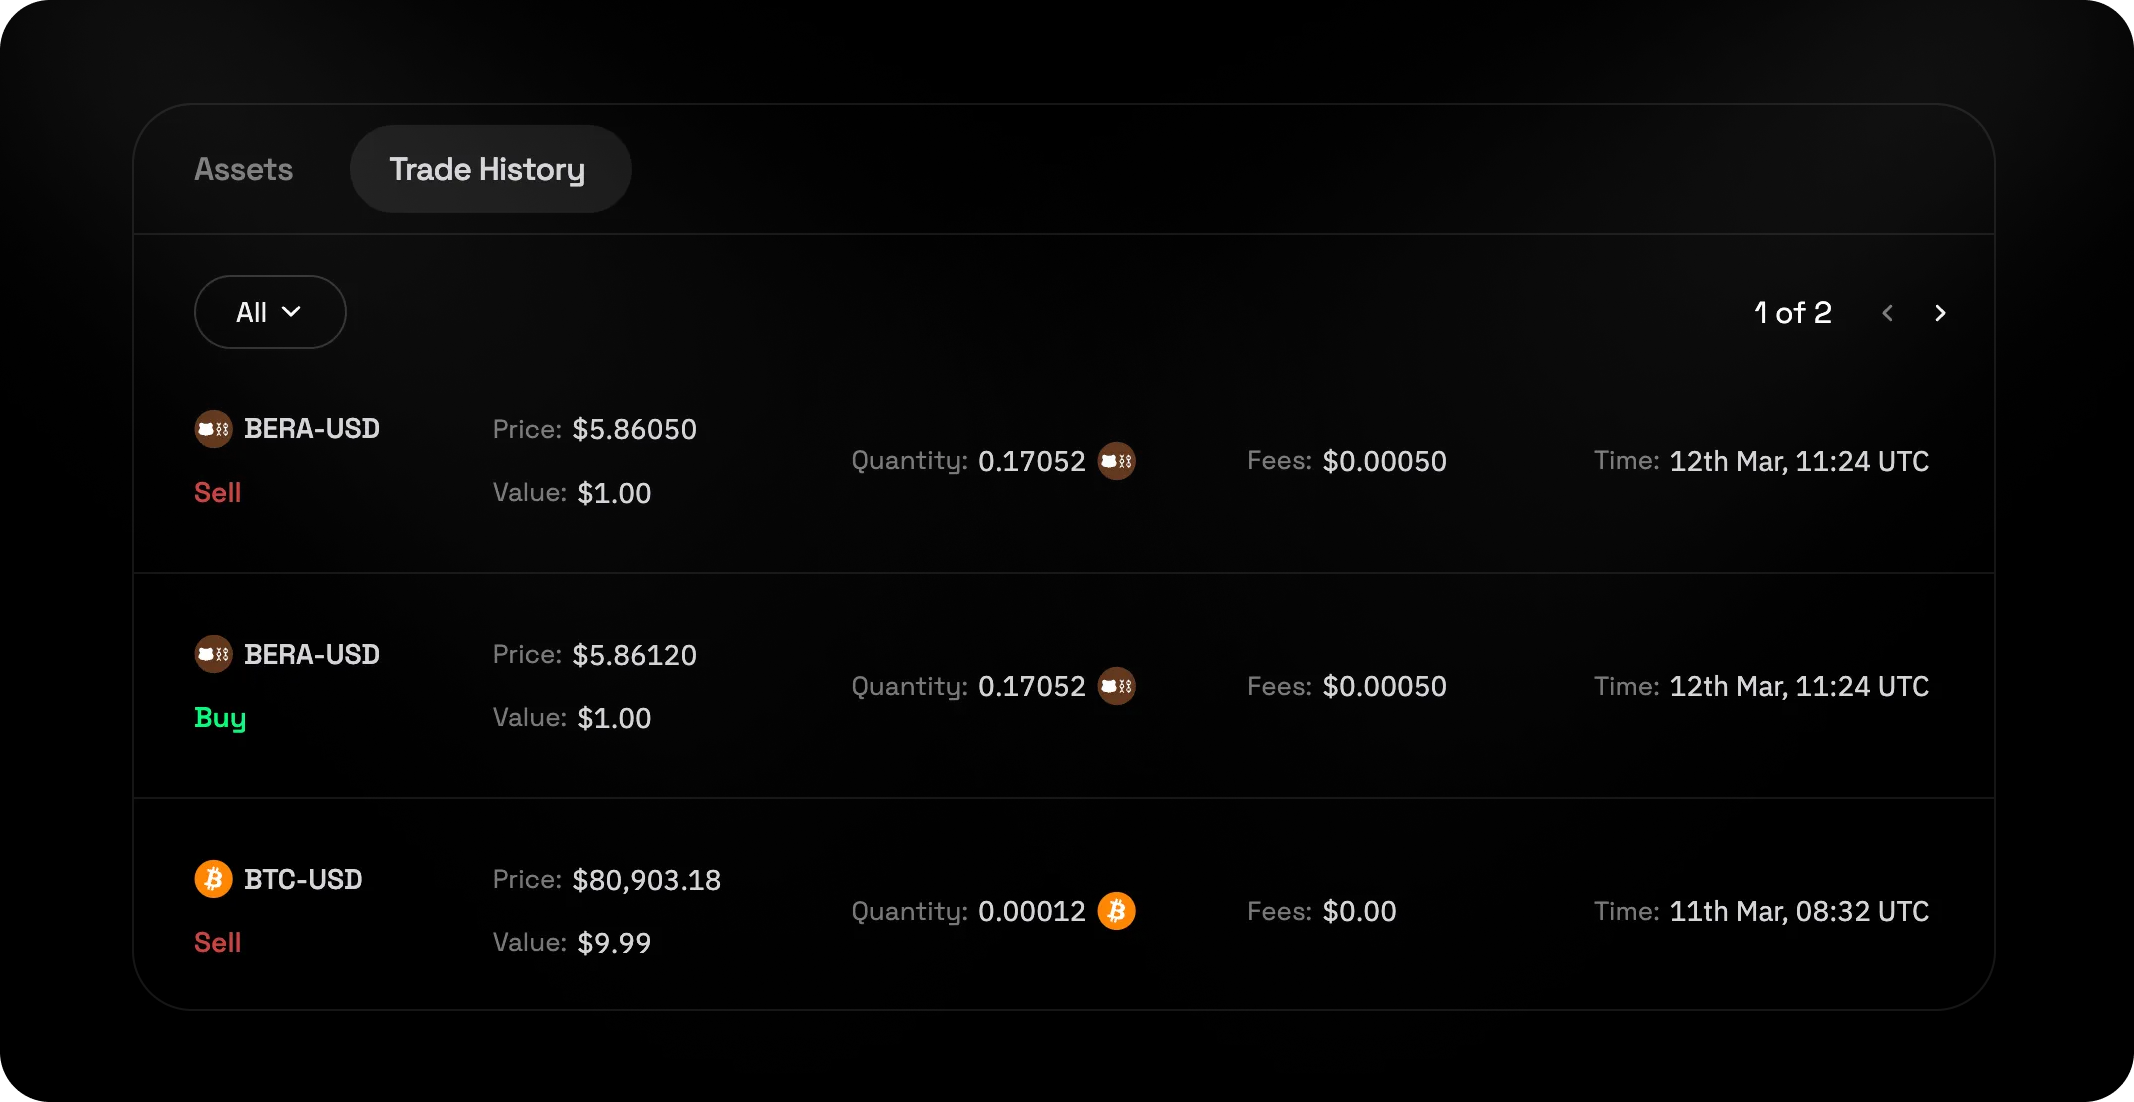 Assets Trade History
All 1 of 2
BERA-USD Price: $5.86050
Quantity: 0.17052 Fees: $0.00050 Time: 12th Mar, 11:24 UTC
Sell Value: $1.00
BERA-USD Price: $5.86120
Quantity: 0.17052 Fees: $0.00050 Time: 12th Mar, 11:24 UTC
Buy Value: $1.00
BTC-USD Price: $80,903.18
Quantity: 0.00012 Fees: $0.00 Time: 11th Mar, 08:32 UTC
Sell Value: $9.99